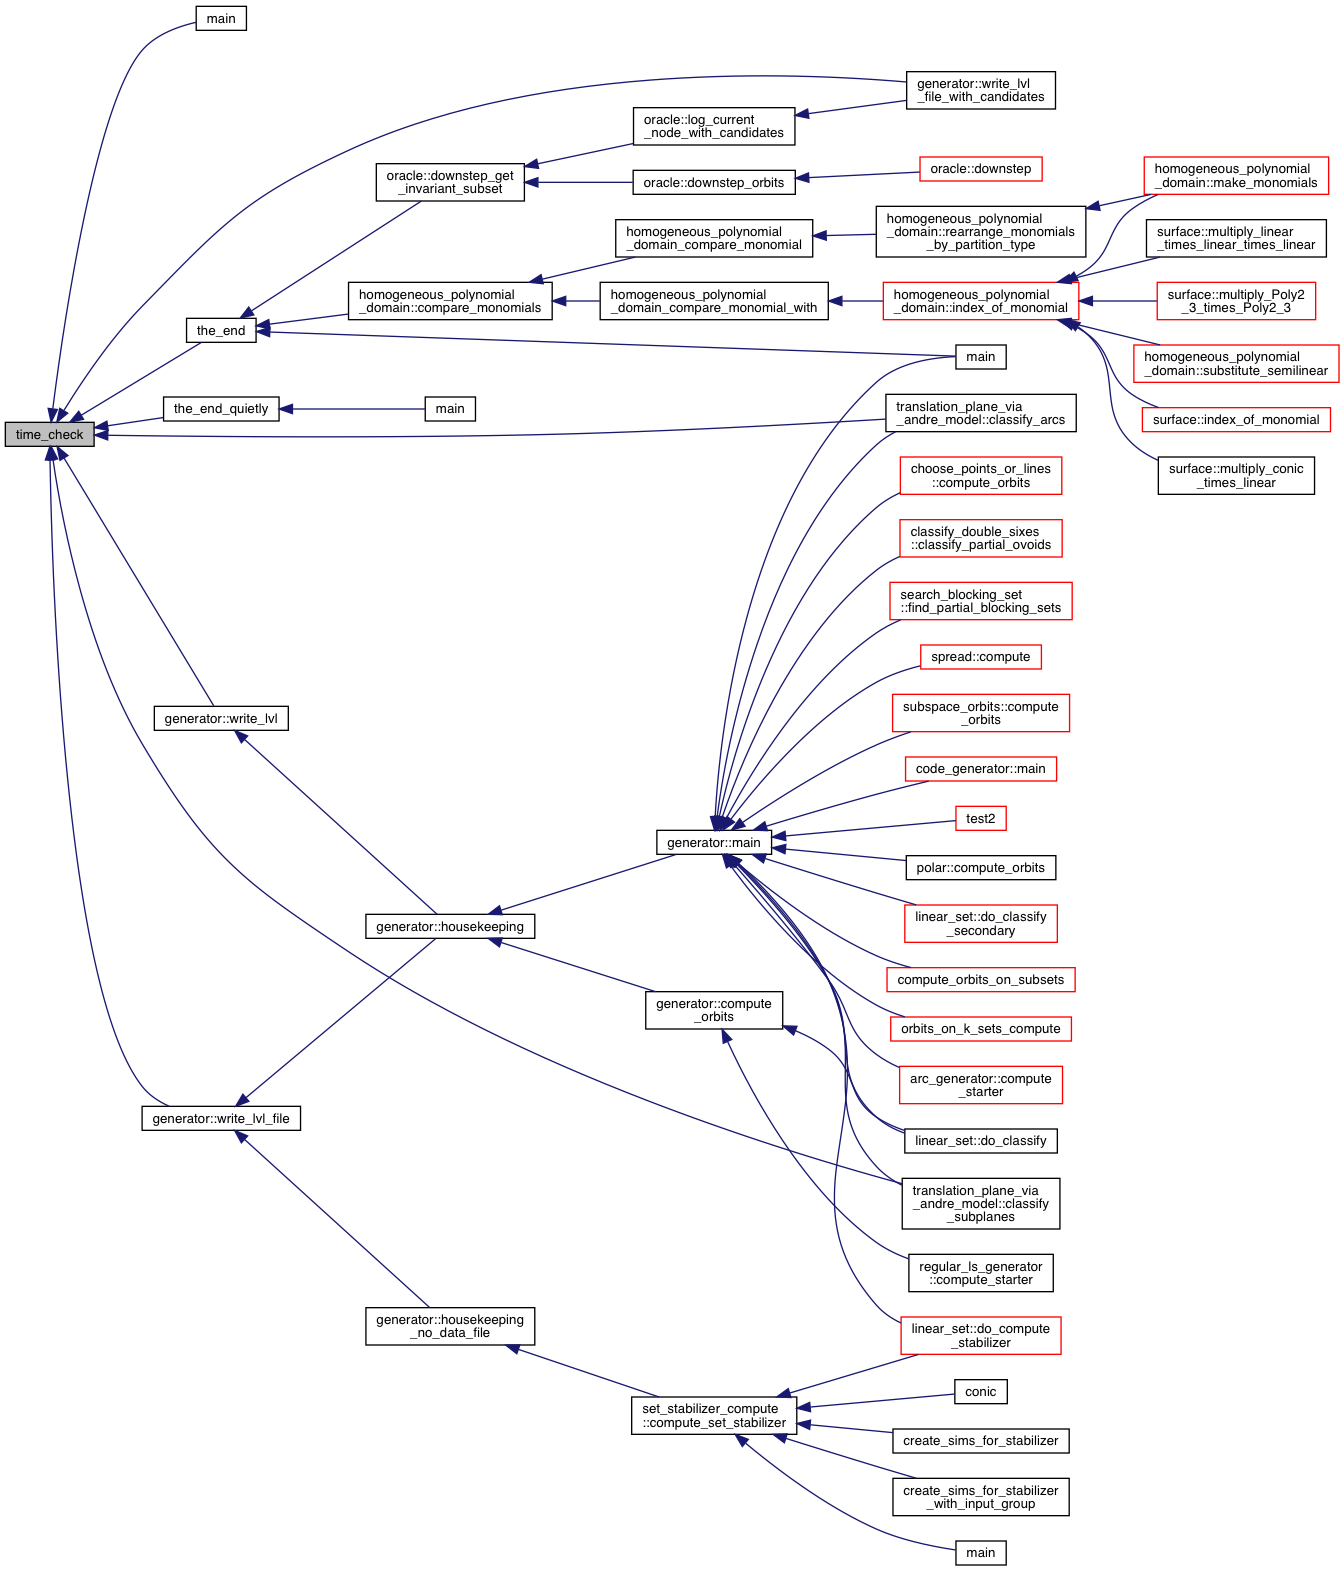 main
generator::write_lvl
_file_with_candidates
oracle::log_current
_node_with_candidates
oracle::downstep_get
_invariant_subset
oracle::downstep_orbits
oracle::downstep
homogeneous_polynomial
_domain::make_monomials
homogeneous_polynomial
_domain_compare_monomial
homogeneous_polynomial
_domain::rearrange_monomials
_by_partition_type
surface::multiply_linear
_times_linear_times_linear
homogeneous_polynomial
_domain::compare_monomials
homogeneous_polynomial
_domain_compare_monomial_with
homogeneous_polynomial
_domain::index_of_monomial
surface::multiply_Poly2
_3_times_Poly2_3
the_end
main
homogeneous_polynomial
_domain::substitute_semilinear
the_end_quietly
main
translation_plane_via
_andre_model::classify_arcs
surface::index_of_monomial
time_check
choose_points_or_lines
::compute_orbits
surface::multiply_conic
_times_linear
classify_double_sixes
::classify_partial_ovoids
search_blocking_set
::find_partial_blocking_sets
spread::compute
subspace_orbits::compute
_orbits
generator::write_lvl
code_generator::main
test2
generator::main
polar::compute_orbits
linear_set::do_classify
_secondary
generator::housekeeping
compute_orbits_on_subsets
generator::compute
_orbits
orbits_on_k_sets_compute
arc_generator::compute
_starter
generator::write_lvl_file
linear_set::do_classify
translation_plane_via
_andre_model::classify
_subplanes
regular_ls_generator
::compute_starter
generator::housekeeping
_no_data_file
linear_set::do_compute
_stabilizer
set_stabilizer_compute
::compute_set_stabilizer
conic
create_sims_for_stabilizer
create_sims_for_stabilizer
_with_input_group
main